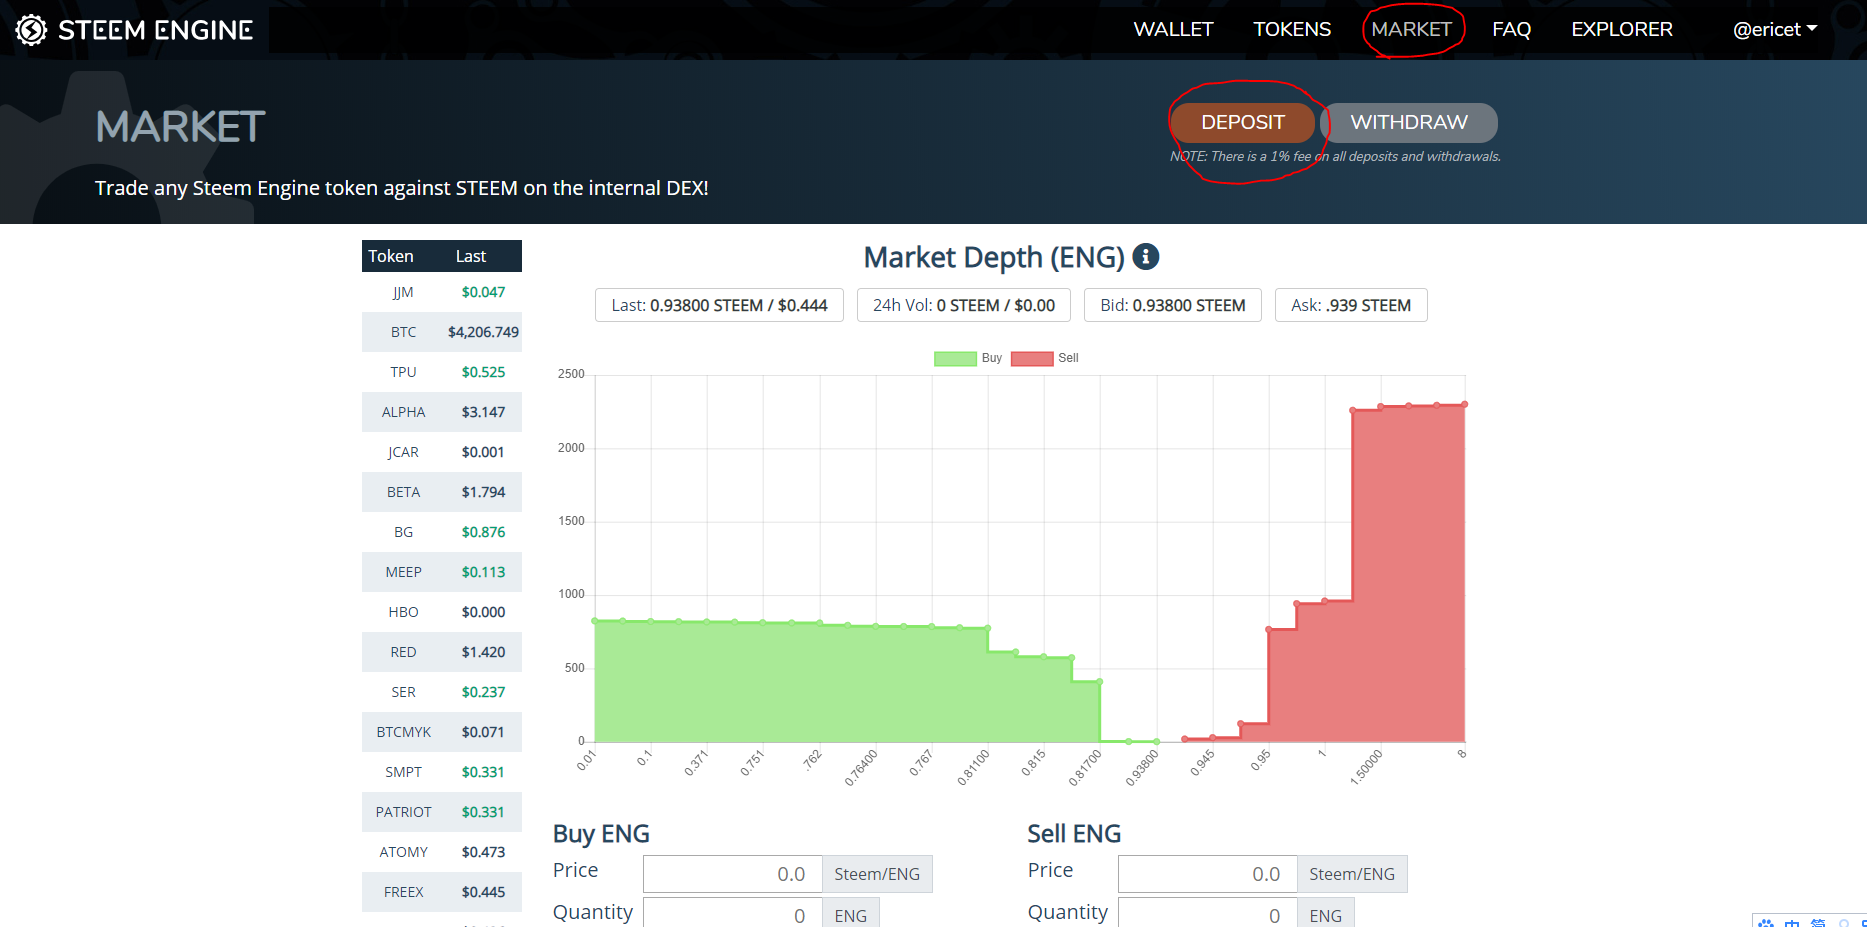 STEEM ENGINE
WALLET TOKENS MARKET FAQ EXPLORER @ericet
MARKET
DEPOSIT WITHDRAW
NOTE: There is a 1% fee on all deposits and withdrawals.
Trade any Steem Engine token against STEEM on the internal DEX!
Token Last
JJM $0.047
BTC $4,206.749
TPU $0.525
ALPHA $3.147
JCAR $0.001
BETA $1.794
BG $0.876
MEEP $0.113
HBO $0.000
RED $1.420
SER $0.237
BTCMYK $0.071
SMPT $0.331
PATRIOT $0.331
ATOMY $0.473
FREEX $0.445
Market Depth (ENG)
Last: 0.93800 STEEM / $0.444
24h Vol: 0 STEEM / $0.00
Bid: 0.93800 STEEM
Ask: .939 STEEM
Buy Sell
2500
2000
1500
1000
500
0
0.01 0.1 0.371 0.751 .762 0.76400 0.767 0.81100 0.815 0.81700 0.93800 0.945 0.95 1 1.50000 8
Buy ENG
Price 0.0 Steem/ENG
Quantity 0 ENG
Sell ENG
Price 0.0 Steem/ENG
Quantity 0 ENG
中 简